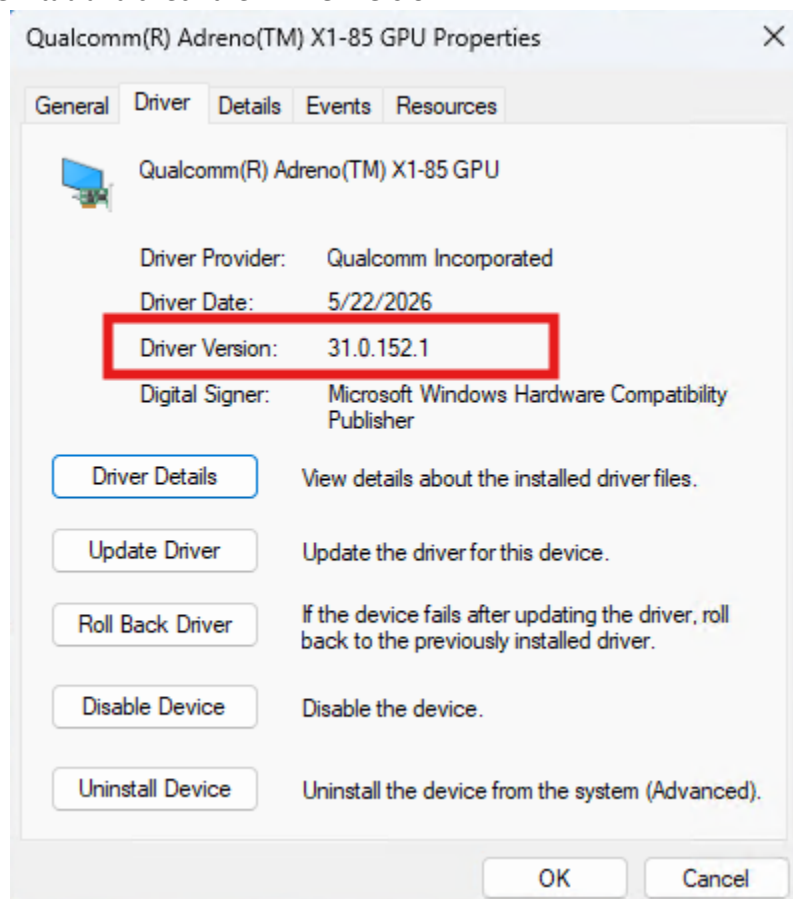 Qualcomm(R) Adreno(TM) X1-85 GPU Properties
General Driver Details Events Resources
Qualcomm(R) Adreno(TM) X1-85 GPU
Driver Provider: Qualcomm Incorporated
Driver Date: 5/22/2026
Driver Version: 31.0.152.1
Digital Signer: Microsoft Windows Hardware Compatibility
Publisher
Driver Details View details about the installed driver files.
Update Driver Update the driver for this device.
Roll Back Driver If the device fails after updating the driver, roll
back to the previously installed driver.
Disable Device Disable the device.
Uninstall Device Uninstall the device from the system (Advanced).
OK Cancel